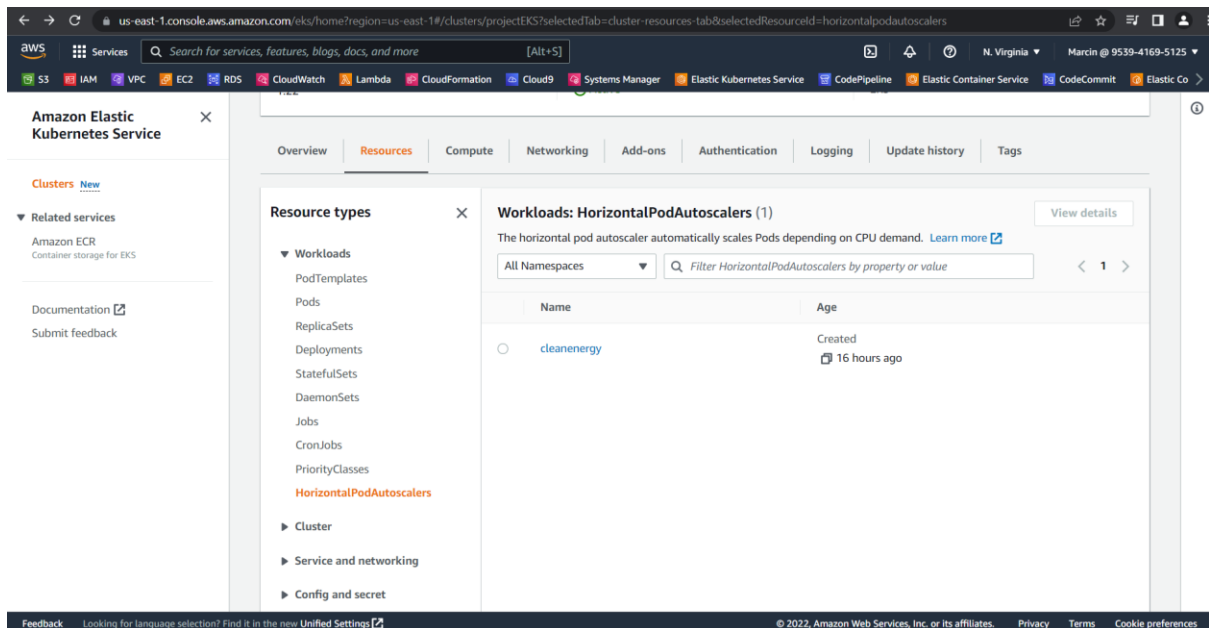 us-east-1.console.aws.amazon.com/eks/home?region=us-east-1#/clusters/projectEKS?selectedTab=cluster-resources-tab&selectedResourceId=horizontalpodautoscalers
aws Services Search for services, features, blogs, docs, and more [Alt+S] N. Virginia ▼ Marcin @ 9539-4169-5125 ▼
S3 IAM VPC EC2 RDS CloudWatch Lambda CloudFormation Cloud9 Systems Manager Elastic Kubernetes Service CodePipeline Elastic Container Service CodeCommit Elastic Co
1.22
Amazon Elastic
Kubernetes Service
Clusters New
Related services
Amazon ECR
Container storage for EKS
Documentation
Submit feedback
Overview Resources Compute Networking Add-ons Authentication Logging Update history Tags
Resource types
Workloads
PodTemplates
Pods
ReplicaSets
Deployments
StatefulSets
DaemonSets
Jobs
CronJobs
PriorityClasses
HorizontalPodAutoscalers
Cluster
Service and networking
Config and secret
Workloads: HorizontalPodAutoscalers (1) View details
The horizontal pod autoscaler automatically scales Pods depending on CPU demand. Learn more
All Namespaces Filter HorizontalPodAutoscalers by property or value 1
Name Age
cleanenergy
Created
16 hours ago
Feedback Looking for language selection? Find it in the new Unified Settings © 2022, Amazon Web Services, Inc. or its affiliates. Privacy Terms Cookie preferences